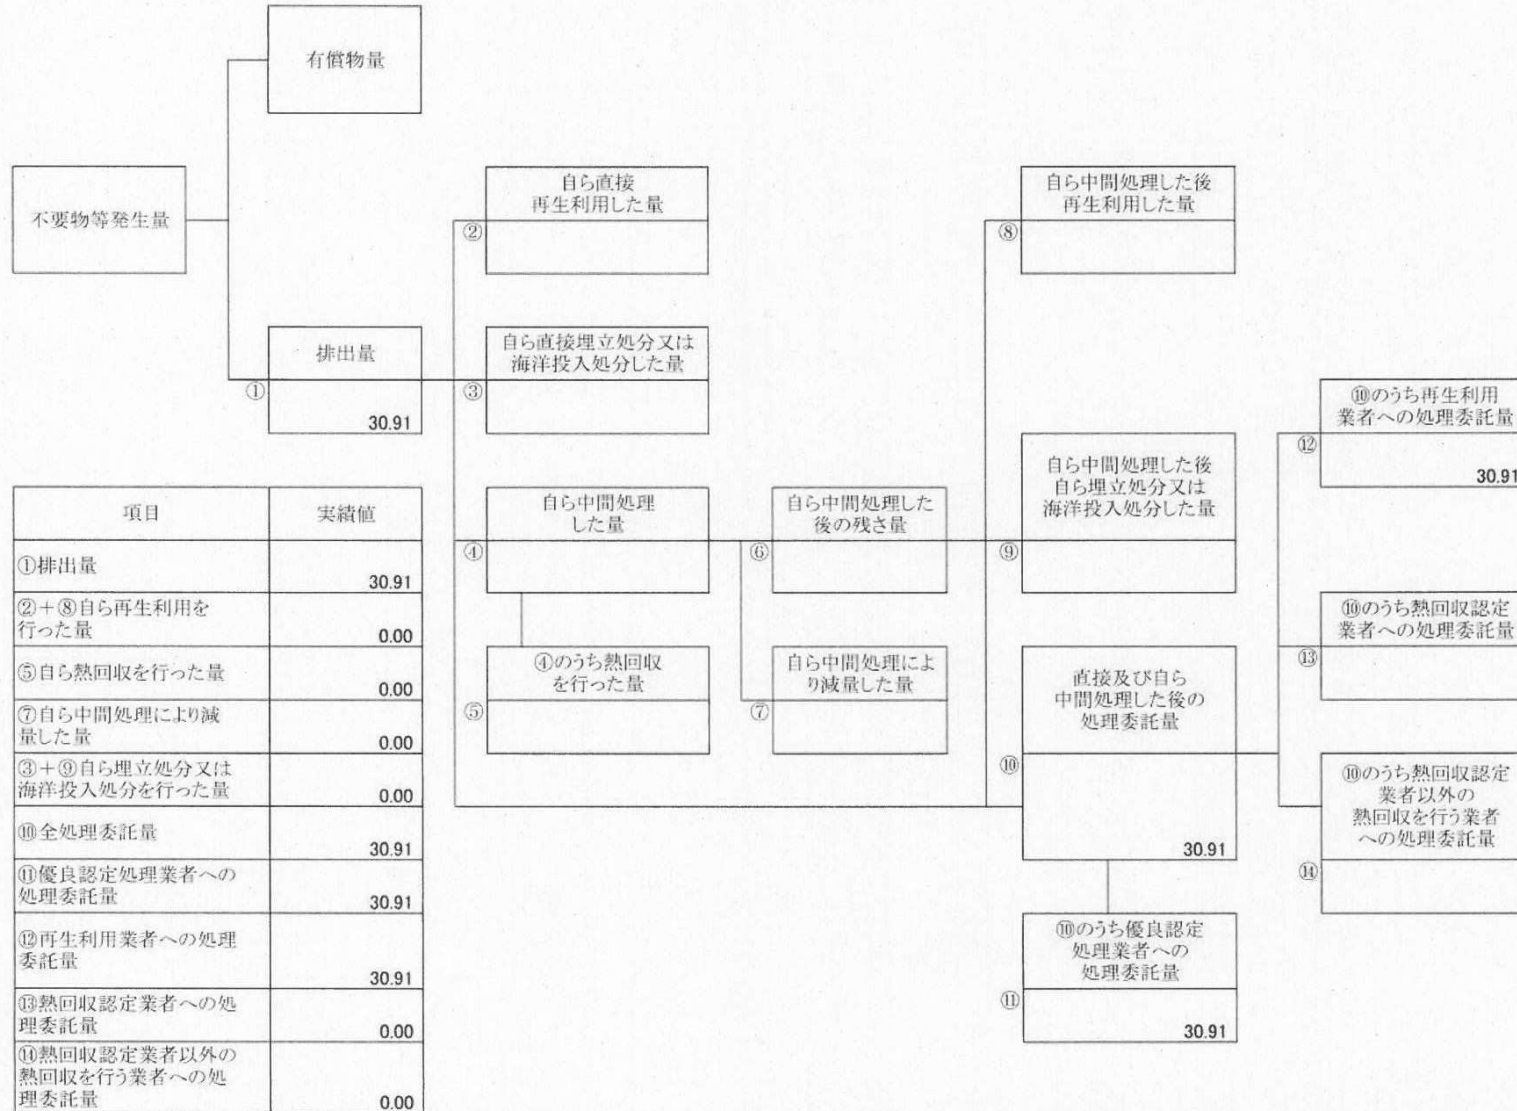 有償物量
不要物等発生量
自ら直接
再生利用した量
②
自ら中間処理した後
再生利用した量
⑧
排出量
①
30.91
自ら直接埋立処分又は
海洋投入処分した量
③
⑩のうち再生利用
業者への処理委託量
⑫
30.91
自ら中間処理
した量
④
自ら中間処理した
後の残さ量
⑥
自ら中間処理した後
自ら埋立処分又は
海洋投入処分した量
⑨
⑩のうち熱回収認定
業者への処理委託量
⑬
④のうち熱回収
を行った量
⑤
自ら中間処理によ
り減量した量
⑦
直接及び自ら
中間処理した後の
処理委託量
⑩
30.91
⑩のうち熱回収認定
業者以外の
熱回収を行う業者
への処理委託量
⑭
⑩のうち優良認定
処理業者への
処理委託量
⑪
30.91
項目 実績値
①排出量
30.91
②+⑧自ら再生利用を
行った量
0.00
⑤自ら熱回収を行った量
0.00
⑦自ら中間処理により減
量した量
0.00
③+⑨自ら埋立処分又は
海洋投入処分を行った量
0.00
⑩全処理委託量
30.91
⑪優良認定処理業者への
処理委託量
30.91
⑫再生利用業者への処理
委託量
30.91
⑬熱回収認定業者への処
理委託量
0.00
⑭熱回収認定業者以外の
熱回収を行う業者への処
理委託量
0.00